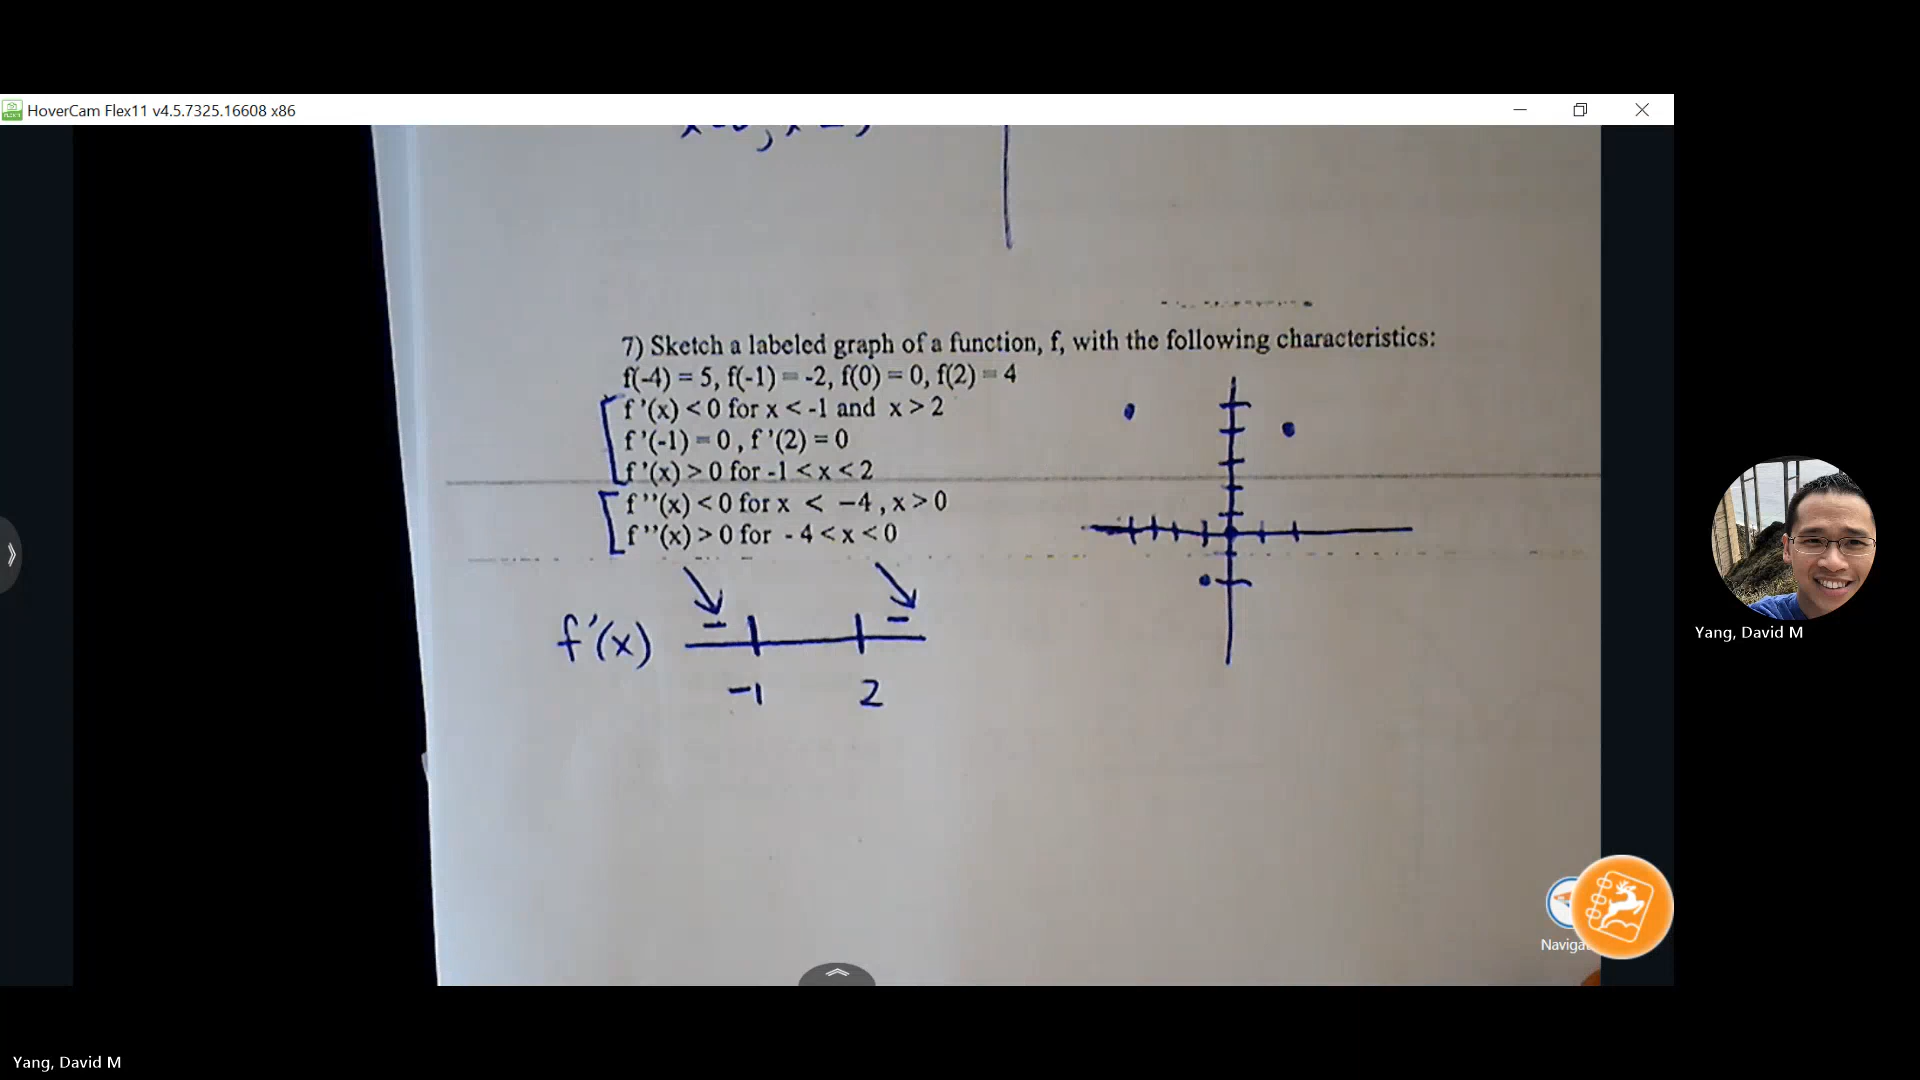 HoverCam Flex11 v4.5.7325.16608 x86
7) Sketch a labeled graph of a function, f, with the following characteristics:
f(-4) = 5, f(-1) = -2, f(0) = 0, f(2) = 4
f '(x) < 0 for x < -1 and x > 2
f '(-1) = 0 , f '(2) = 0
f '(x) > 0 for -1 < x < 2
f ''(x) < 0 for x < −4 , x > 0
f ''(x) > 0 for - 4 < x < 0
f'(x)
- -
-1 2
Yang, David M
Naviga
Yang, David M